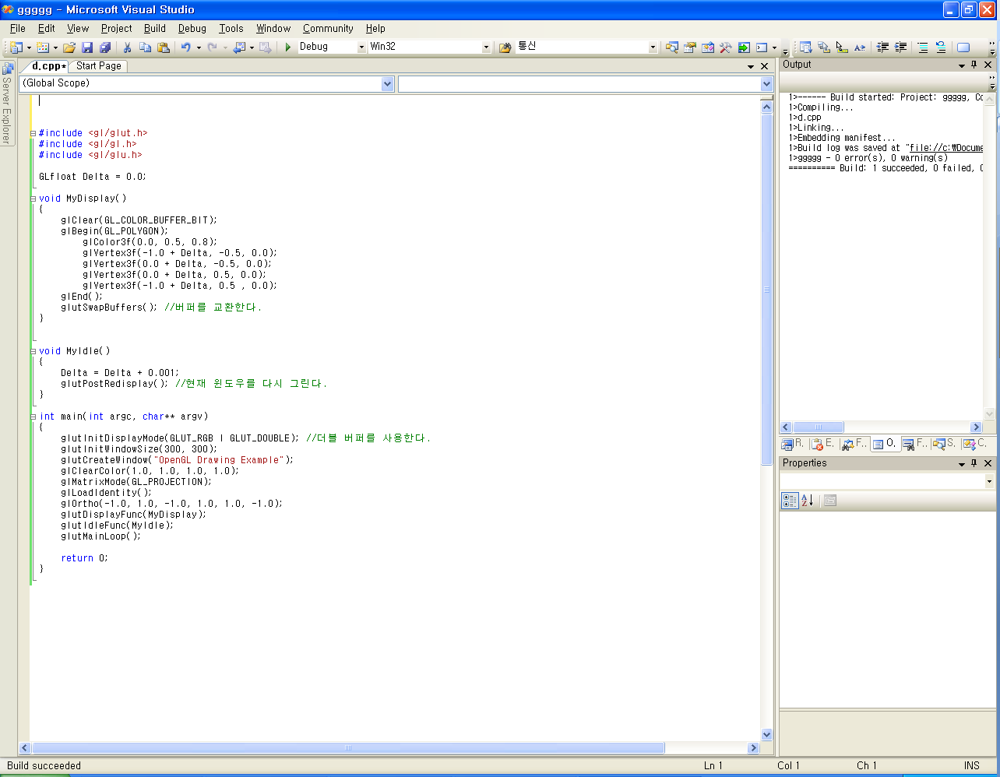 ggggg - Microsoft Visual Studio
File Edit View Project Build Debug Tools Window Community Help
Debug Win32 통신
Server Explorer
d.cpp* Start Page
(Global Scope)
#include <gl/glut.h>
#include <gl/gl.h>
#include <gl/glu.h>
GLfloat Delta = 0.0;
void MyDisplay()
{
glClear(GL_COLOR_BUFFER_BIT);
glBegin(GL_POLYGON);
glColor3f(0.0, 0.5, 0.8);
glVertex3f(-1.0 + Delta, -0.5, 0.0);
glVertex3f(0.0 + Delta, -0.5, 0.0);
glVertex3f(0.0 + Delta, 0.5, 0.0);
glVertex3f(-1.0 + Delta, 0.5 , 0.0);
glEnd();
glutSwapBuffers(); //버퍼를 교환한다.
}
void MyIdle()
{
Delta = Delta + 0.001;
glutPostRedisplay(); //현재 윈도우를 다시 그린다.
}
int main(int argc, char** argv)
{
glutInitDisplayMode(GLUT_RGB | GLUT_DOUBLE); //더블 버퍼를 사용한다.
glutInitWindowSize(300, 300);
glutCreateWindow("OpenGL Drawing Example");
glClearColor(1.0, 1.0, 1.0, 1.0);
glMatrixMode(GL_PROJECTION);
glLoadIdentity();
glOrtho(-1.0, 1.0, -1.0, 1.0, 1.0, -1.0);
glutDisplayFunc(MyDisplay);
glutIdleFunc(MyIdle);
glutMainLoop();
return 0;
}
Output
1>------ Build started: Project: ggggg, Co
1>Compiling...
1>d.cpp
1>Linking...
1>Embedding manifest...
1>Build log was saved at "file://c:₩Docume
1>ggggg - 0 error(s), 0 warning(s)
========== Build: 1 succeeded, 0 failed, 0
R.. E.. F.. O.. F.. S.. C..
Properties
Build succeeded Ln 1 Col 1 Ch 1 INS